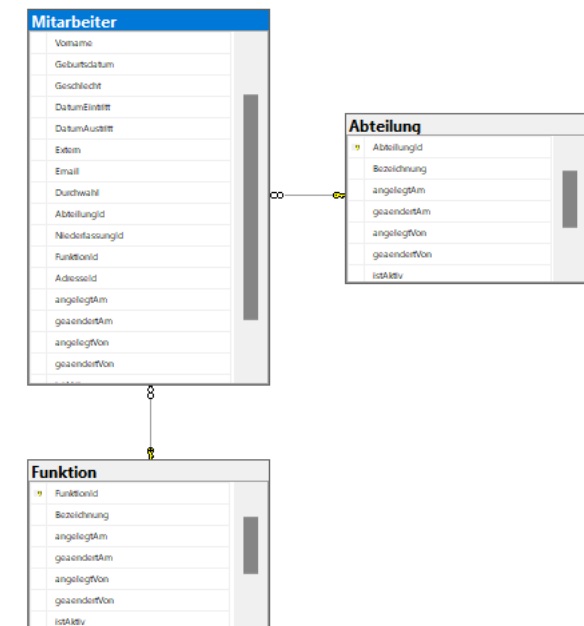 Mitarbeiter
Vorname
Geburtsdatum
Geschlecht
DatumEintritt
DatumAustritt
Extern
Email
Durchwahl
AbteilungId
NiederlassungId
FunktionId
AdresseId
angelegtAm
geaendertAm
angelegtVon
geaendertVon
Abteilung
AbteilungId
Bezeichnung
angelegtAm
geaendertAm
angelegtVon
geaendertVon
istAktiv
Funktion
FunktionId
Bezeichnung
angelegtAm
geaendertAm
angelegtVon
geaendertVon
istAktiv